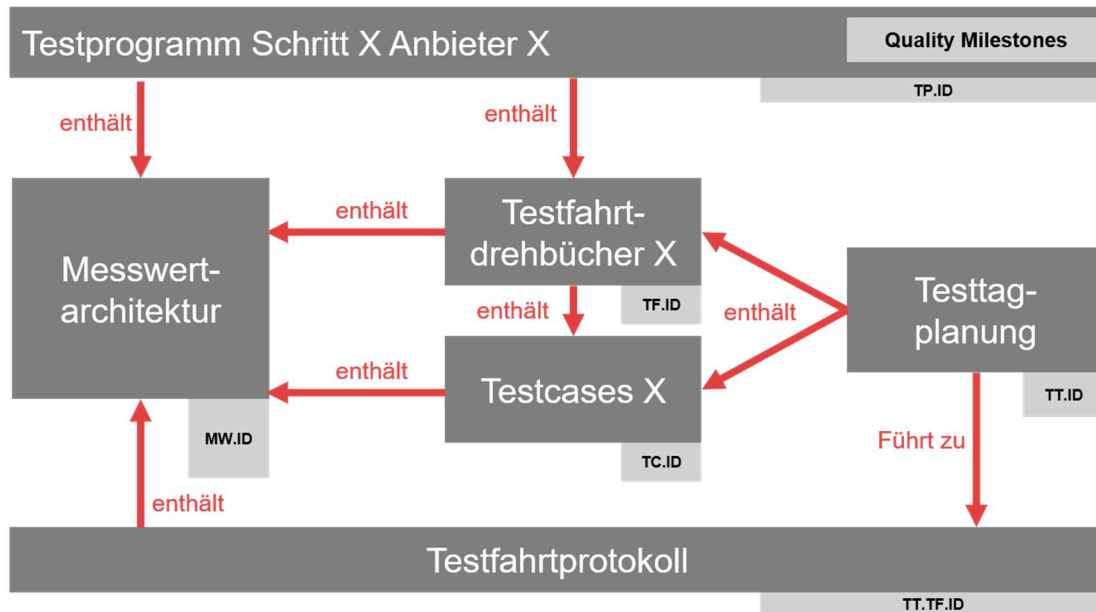 Testprogramm Schritt X Anbieter X
Quality Milestones
TP.ID
enthält
enthält
Messwert-
architektur
MW.ID
enthält
Testfahrt-
drehbücher X
TF.ID
enthält
enthält
Testtag-
planung
TT.ID
enthält
Testcases X
TC.ID
Führt zu
enthält
Testfahrtprotokoll
TT.TF.ID